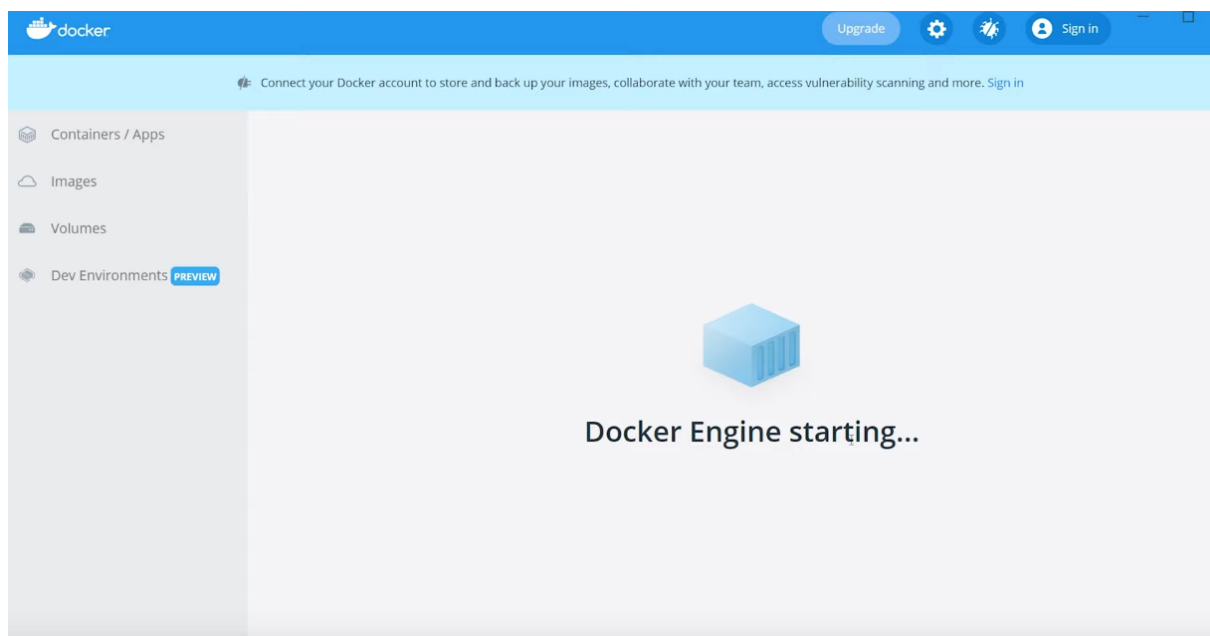 docker
Upgrade
Sign in
Connect your Docker account to store and back up your images, collaborate with your team, access vulnerability scanning and more. Sign in
Containers / Apps
Images
Volumes
Dev Environments PREVIEW
Docker Engine starting...